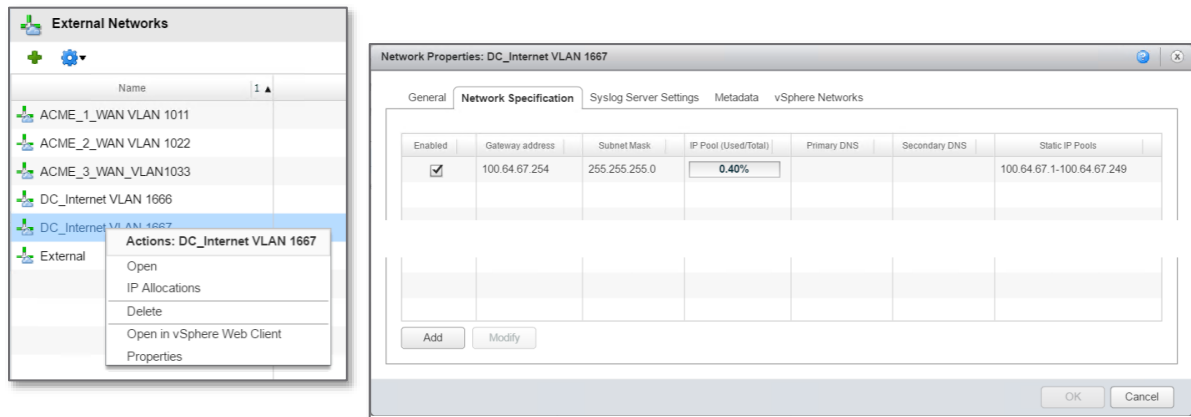 External Networks
Name 1 ▲
ACME_1_WAN VLAN 1011
ACME_2_WAN VLAN 1022
ACME_3_WAN_VLAN1033
DC_Internet VLAN 1666
DC_Internet VLAN 1667
External
Actions: DC_Internet VLAN 1667
Open
IP Allocations
Delete
Open in vSphere Web Client
Properties
Network Properties: DC_Internet VLAN 1667
General Network Specification Syslog Server Settings Metadata vSphere Networks
Enabled Gateway address Subnet Mask IP Pool (Used/Total) Primary DNS Secondary DNS Static IP Pools
100.64.67.254 255.255.255.0 0.40% 100.64.67.1-100.64.67.249
Add Modify
OK Cancel